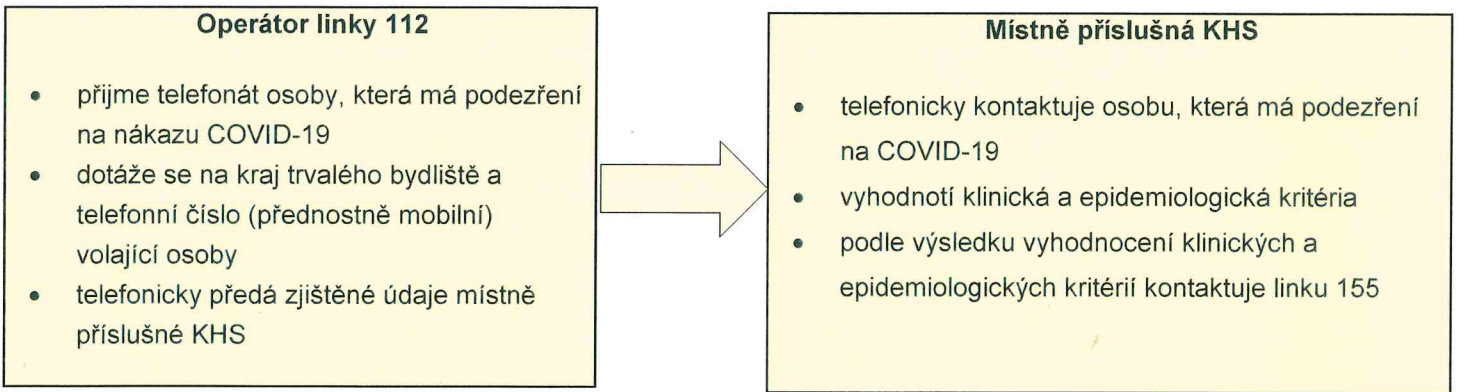 Operátor linky 112
• přijme telefonát osoby, která má podezření
na nákazu COVID-19
• dotáže se na kraj trvalého bydliště a
telefonní číslo (přednostně mobilní)
volající osoby
• telefonicky předá zjištěné údaje místně
příslušné KHS
Místně příslušná KHS
• telefonicky kontaktuje osobu, která má podezření
na COVID-19
• vyhodnotí klinická a epidemiologická kritéria
• podle výsledku vyhodnocení klinických a
epidemiologických kritérií kontaktuje linku 155